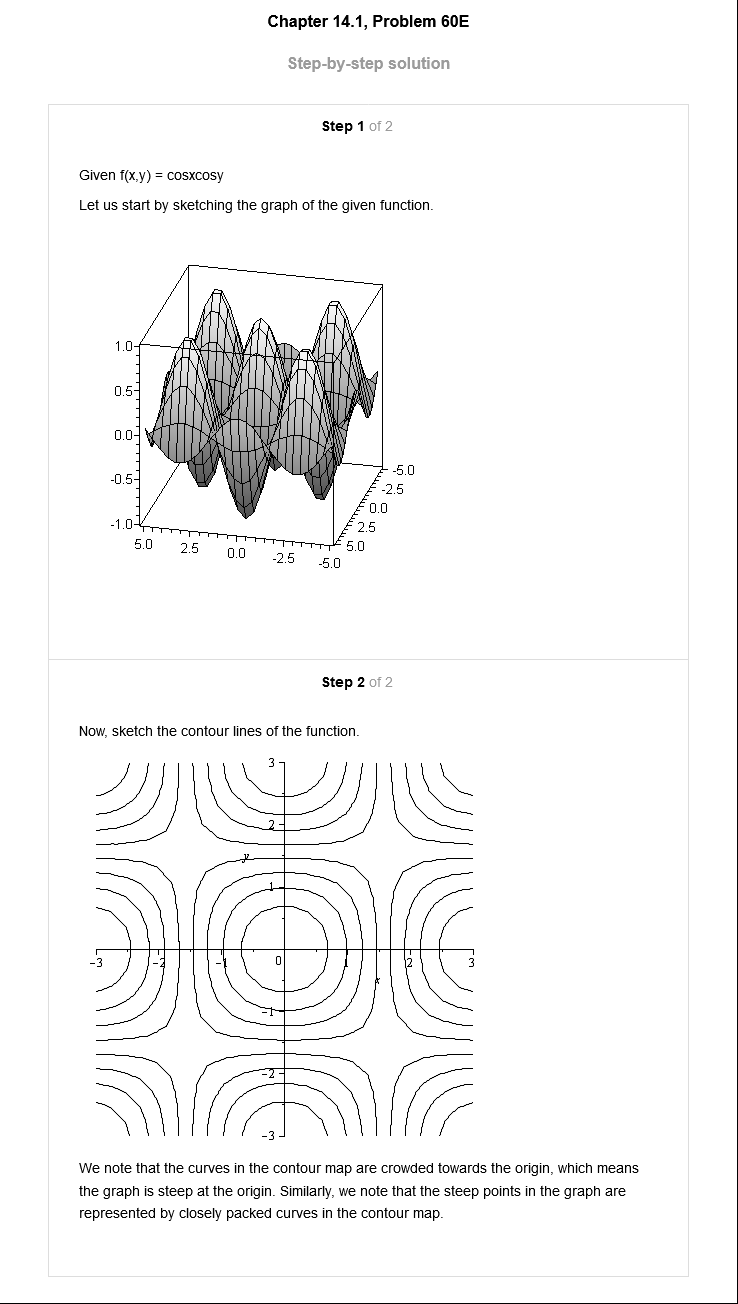 Chapter 14.1, Problem 60E
Step-by-step solution
Step 1 of 2
Given f(x,y) = cosxcosy
Let us start by sketching the graph of the given function.
1.0
0.5
0.0
-0.5
-1.0
5.0 2.5 0.0 -2.5 -5.0
-5.0
-2.5
0.0
2.5
5.0
Step 2 of 2
Now, sketch the contour lines of the function.
3
2
y
1
-3 -2 -1 0 1 2 3
x
-1
-2
-3
We note that the curves in the contour map are crowded towards the origin, which means
the graph is steep at the origin. Similarly, we note that the steep points in the graph are
represented by closely packed curves in the contour map.